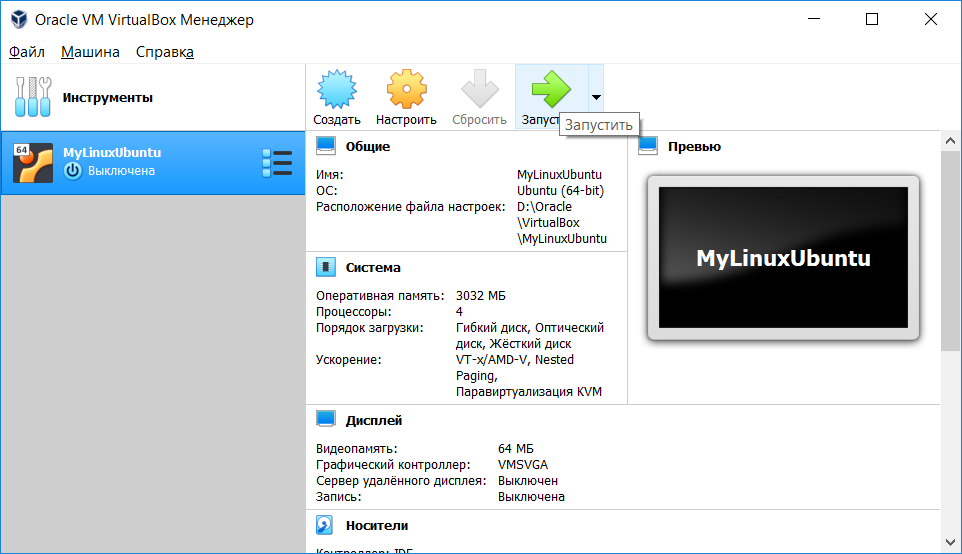 Oracle VM VirtualBox Менеджер
Файл Машина Справка
Инструменты
Создать Настроить Сбросить
Запустить
64
MyLinuxUbuntu
Выключена
Общие
Имя: MyLinuxUbuntu
ОС: Ubuntu (64-bit)
Расположение файла настроек: D:\Oracle
\VirtualBox
\MyLinuxUbuntu
Превью
MyLinuxUbuntu
Система
Оперативная память: 3032 МБ
Процессоры: 4
Порядок загрузки: Гибкий диск, Оптический
диск, Жёсткий диск
Ускорение: VT-x/AMD-V, Nested
Paging,
Паравиртуализация KVM
Дисплей
Видеопамять: 64 МБ
Графический контроллер: VMSVGA
Сервер удалённого дисплея: Выключен
Запись: Выключена
Носители
Контроллер: IDE